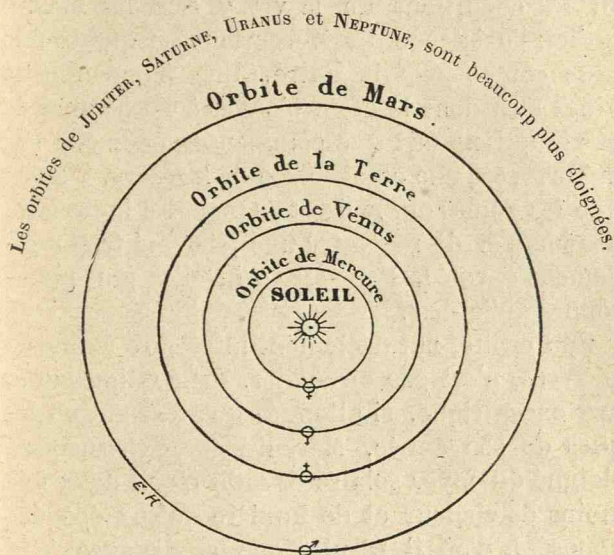 Les orbites de JUPITER, SATURNE, URANUS et NEPTUNE, sont beaucoup plus éloignées.
Orbite de Mars.
Orbite de la Terre
Orbite de Vénus
Orbite de Mercure
SOLEIL
E.H